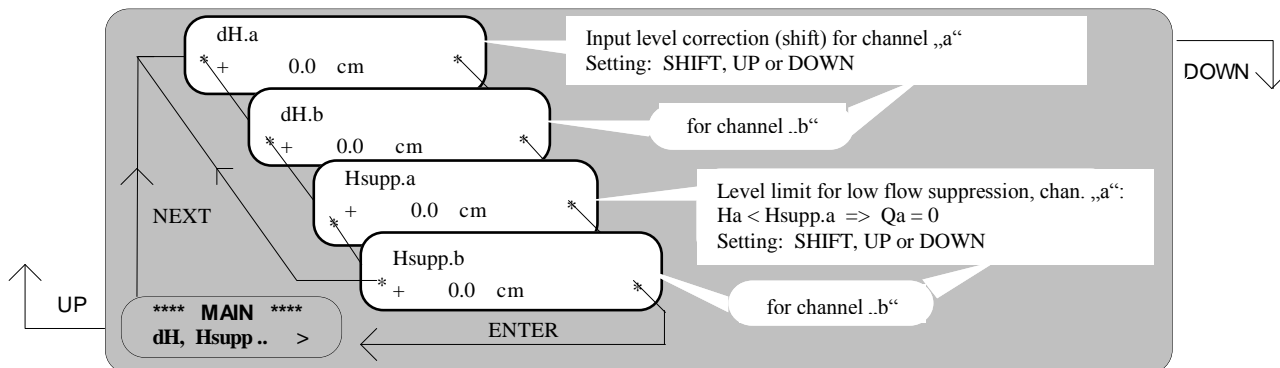 dH.a
* + 0.0 cm *
Input level correction (shift) for channel „a“
Setting: SHIFT, UP or DOWN
DOWN
dH.b
* + 0.0 cm *
for channel ..b“
Hsupp.a
* + 0.0 cm *
Level limit for low flow suppression, chan. „a“:
Ha < Hsupp.a => Qa = 0
Setting: SHIFT, UP or DOWN
NEXT
Hsupp.b
* + 0.0 cm *
for channel ..b“
UP
**** MAIN ****
dH, Hsupp .. >
ENTER